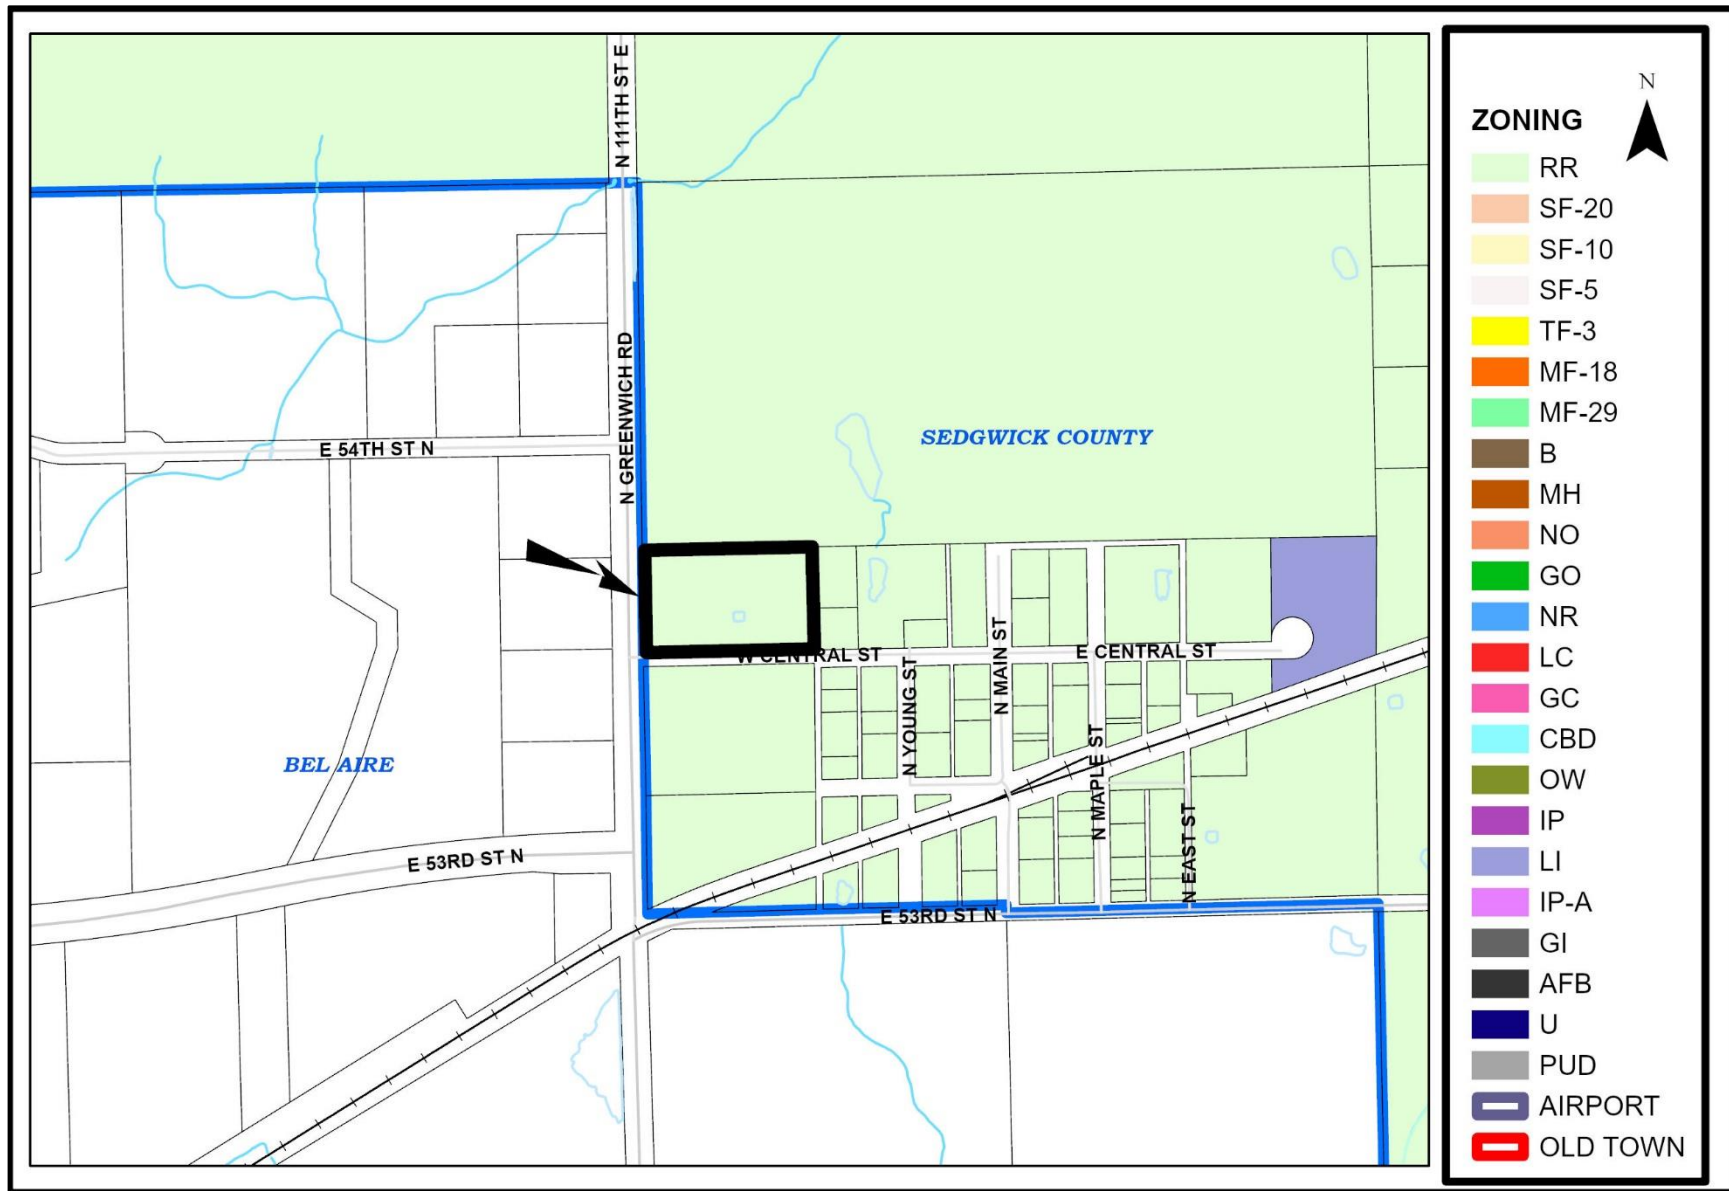 N 111TH ST E
N GREENWICH RD
E 54TH ST N
SEDGWICK COUNTY
W CENTRAL ST
E CENTRAL ST
N MAIN ST
N YOUNG ST
N MAPLE ST
N EAST ST
BEL AIRE
E 53RD ST N
E 53RD ST N
N
ZONING
RR
SF-20
SF-10
SF-5
TF-3
MF-18
MF-29
B
MH
NO
GO
NR
LC
GC
CBD
OW
IP
LI
IP-A
GI
AFB
U
PUD
AIRPORT
OLD TOWN